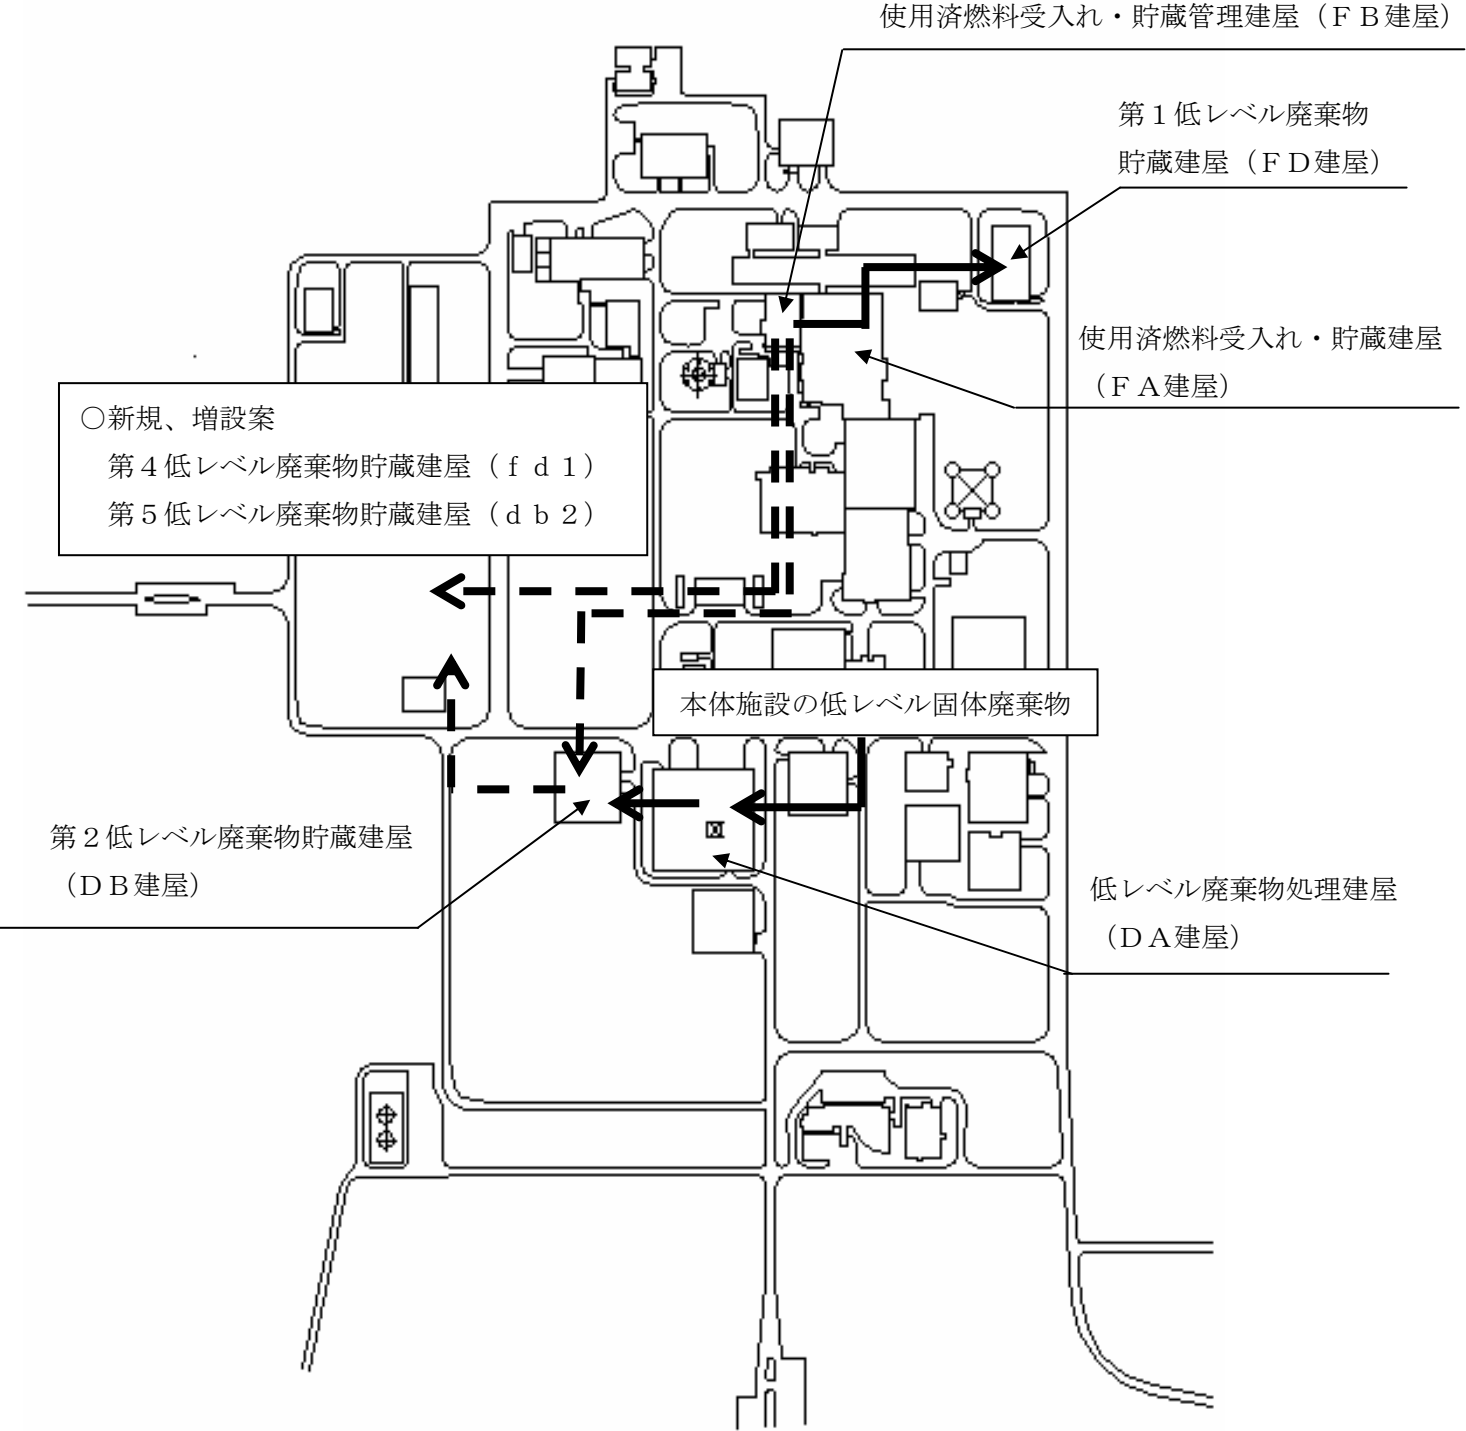 使用済燃料受入れ・貯蔵管理建屋（ＦＢ建屋）
第１低レベル廃棄物
貯蔵建屋（ＦＤ建屋）
使用済燃料受入れ・貯蔵建屋
（ＦＡ建屋）
○新規、増設案
第４低レベル廃棄物貯蔵建屋（ｆｄ１）
第５低レベル廃棄物貯蔵建屋（ｄｂ２）
本体施設の低レベル固体廃棄物
第２低レベル廃棄物貯蔵建屋
（ＤＢ建屋）
低レベル廃棄物処理建屋
（ＤＡ建屋）